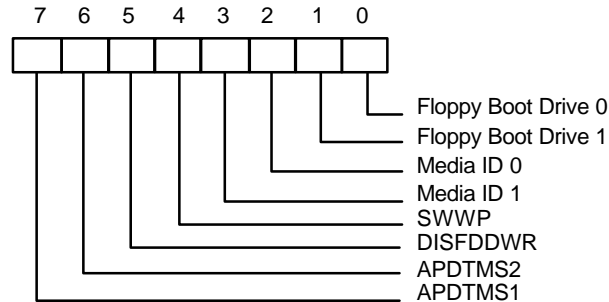 7 6 5 4 3 2 1 0
Floppy Boot Drive 0
Floppy Boot Drive 1
Media ID 0
Media ID 1
SWWP
DISFDDWR
APDTMS2
APDTMS1